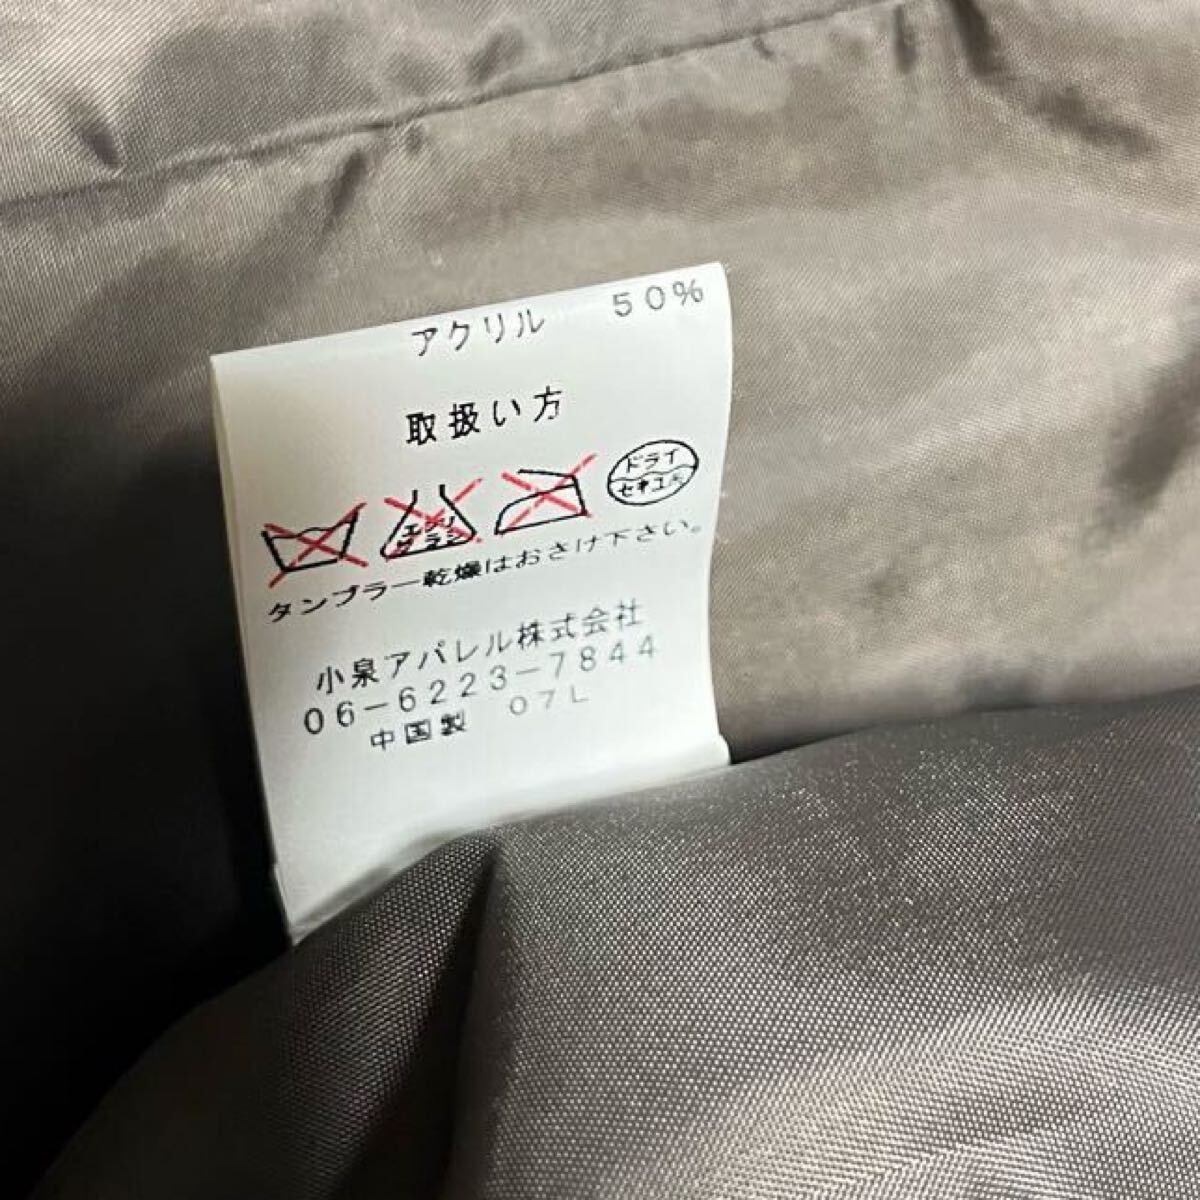 アクリル 50%
取扱い方
エンソ サラシ ドライ セキユ系
タンブラー乾燥はおさけ下さい。
小泉アパレル株式会社
06-6223-7844
中国製 07L